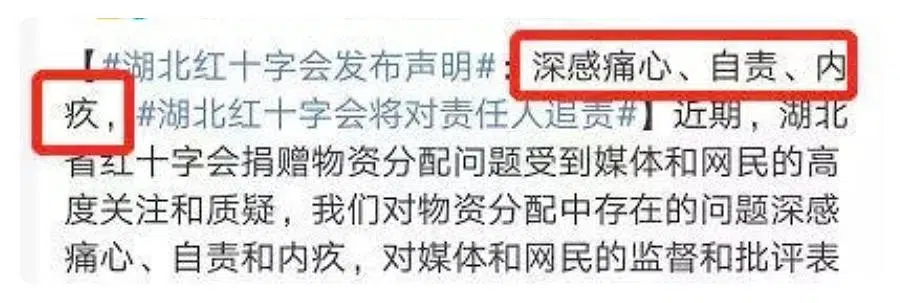 【#湖北红十字会发布声明#：深感痛心、自责、内
疚，#湖北红十字会将对责任人追责#】近期，湖北
省红十字会捐赠物资分配问题受到媒体和网民的高
度关注和质疑，我们对物资分配中存在的问题深感
痛心、自责和内疚，对媒体和网民的监督和批评表